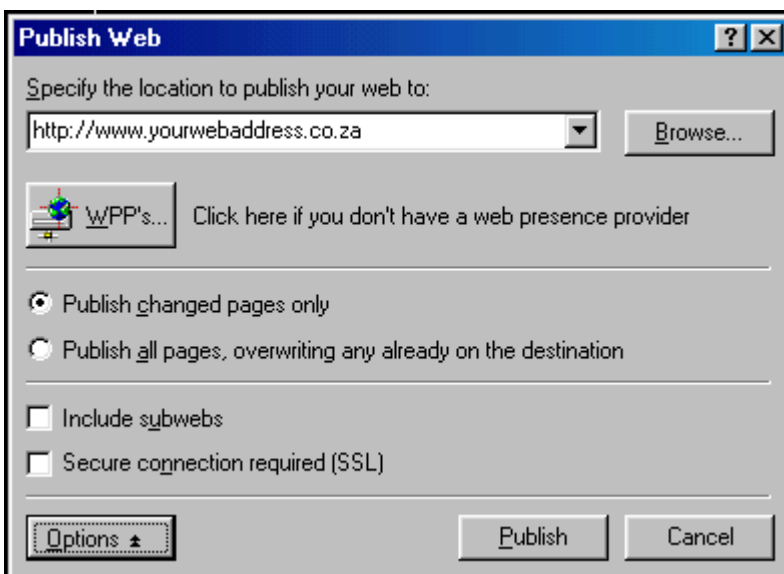 Publish Web
Specify the location to publish your web to:
http://www.yourwebaddress.co.za
Browse...
WPP's...
Click here if you don't have a web presence provider
Publish changed pages only
Publish all pages, overwriting any already on the destination
Include subwebs
Secure connection required (SSL)
Options
Publish
Cancel